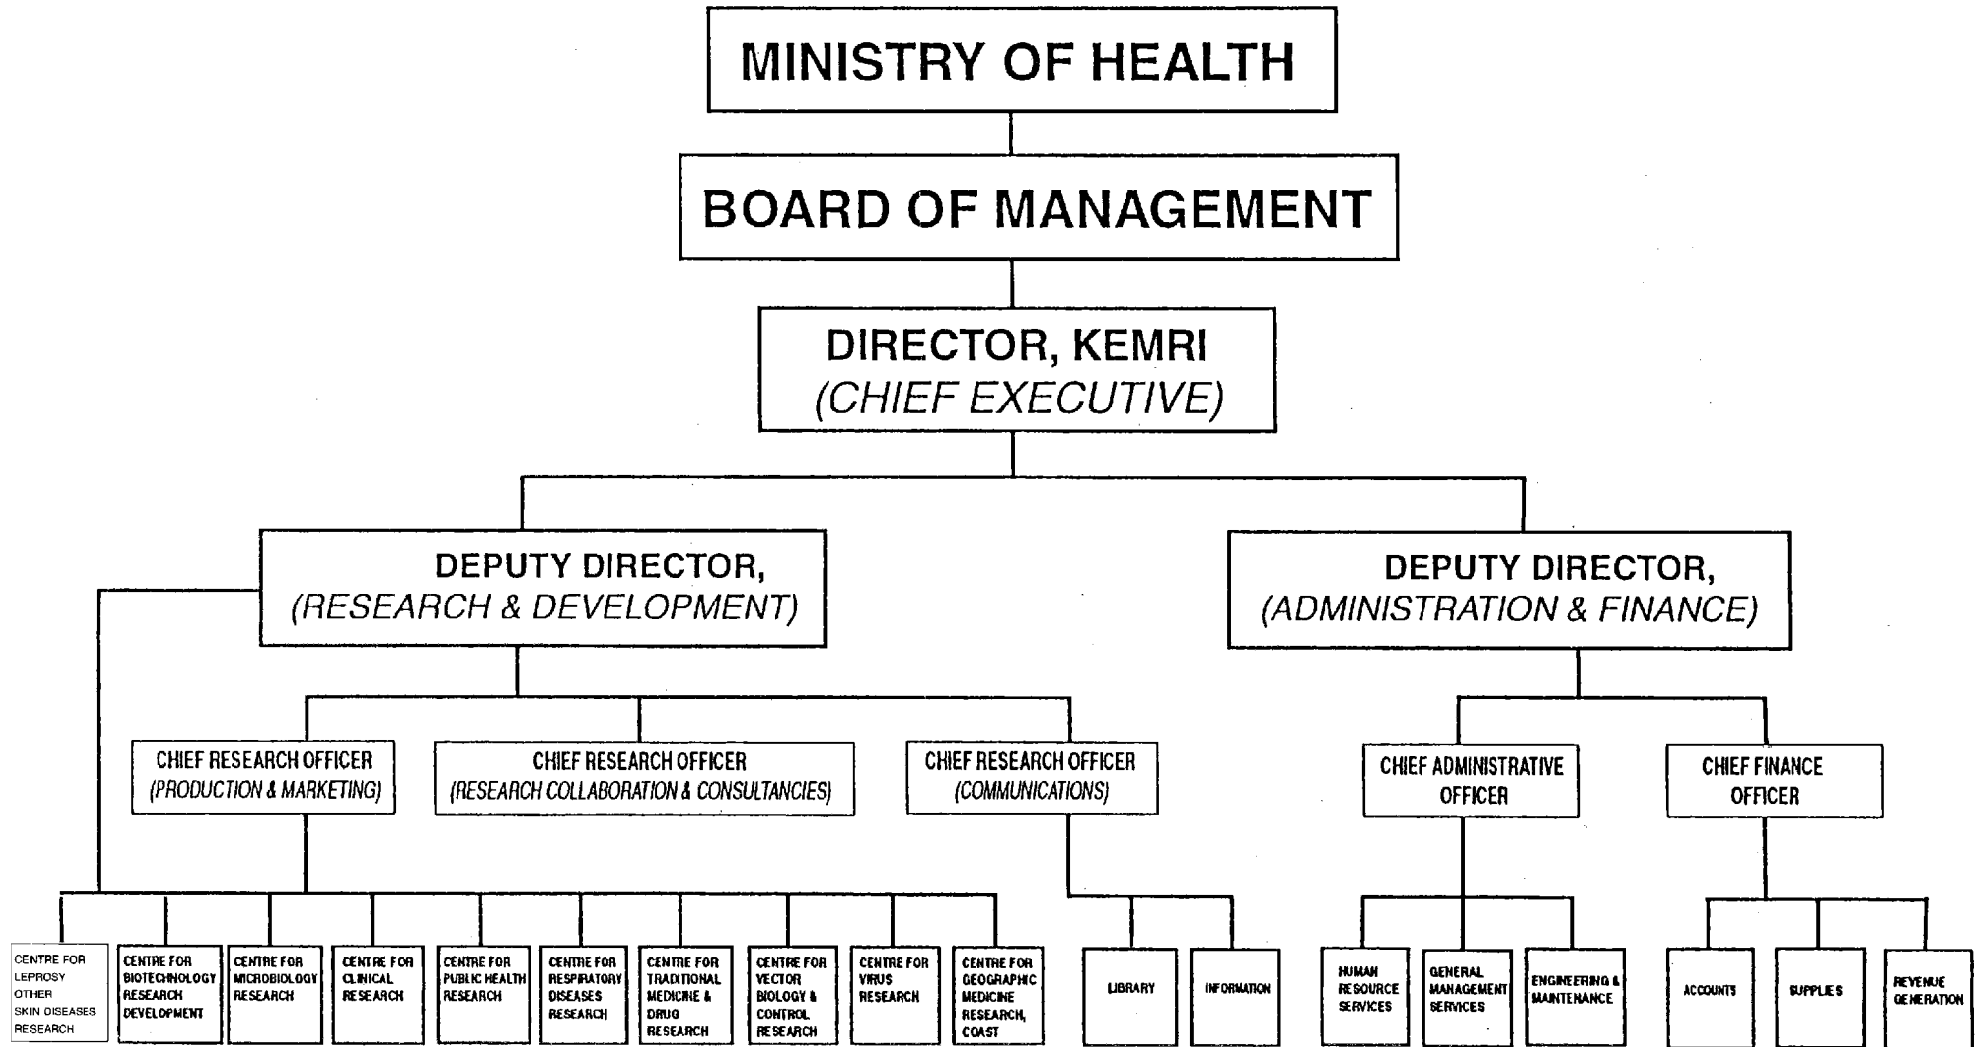 MINISTRY OF HEALTH
BOARD OF MANAGEMENT
DIRECTOR, KEMRI
(CHIEF EXECUTIVE)
DEPUTY DIRECTOR,
(RESEARCH & DEVELOPMENT)
DEPUTY DIRECTOR,
(ADMINISTRATION & FINANCE)
CHIEF RESEARCH OFFICER
(PRODUCTION & MARKETING)
CHIEF RESEARCH OFFICER
(RESEARCH COLLABORATION & CONSULTANCIES)
CHIEF RESEARCH OFFICER
(COMMUNICATIONS)
CHIEF ADMINISTRATIVE
OFFICER
CHIEF FINANCE
OFFICER
CENTRE FOR
LEPROSY
OTHER
SKIN DISEASES
RESEARCH
CENTRE FOR
BIOTECHNOLOGY
RESEARCH
DEVELOPMENT
CENTRE FOR
MICROBIOLOGY
RESEARCH
CENTRE FOR
CLINICAL
RESEARCH
CENTRE FOR
PUBLIC HEALTH
RESEARCH
CENTRE FOR
RESPIRATORY
DISEASES
RESEARCH
CENTRE FOR
TRADITIONAL
MEDICINE &
DRUG
RESEARCH
CENTRE FOR
VECTOR
BIOLOGY &
CONTROL
RESEARCH
CENTRE FOR
VIRUS
RESEARCH
CENTRE FOR
GEOGRAPHIC
MEDICINE
RESEARCH,
COAST
LIBRARY
INFORMATION
HUMAN
RESOURCE
SERVICES
GENERAL
MANAGEMENT
SERVICES
ENGINEERING &
MAINTENANCE
ACCOUNTS
SUPPLIES
REVENUE
GENERATION